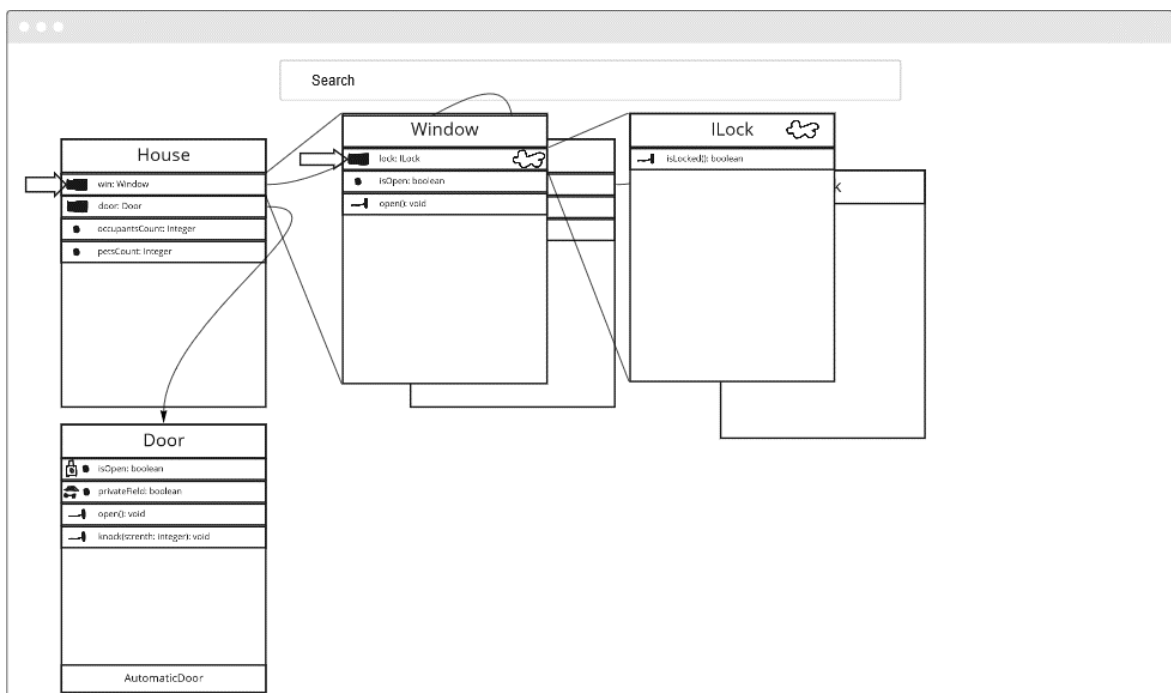 Search
House
win: Window
door: Door
occupantsCount: Integer
petsCount: Integer
Window
lock: ILock
isOpen: boolean
open(): void
ILock
isLocked(): boolean
k
Door
isOpen: boolean
privateField: boolean
open(): void
knock(strenth: integer): void
AutomaticDoor